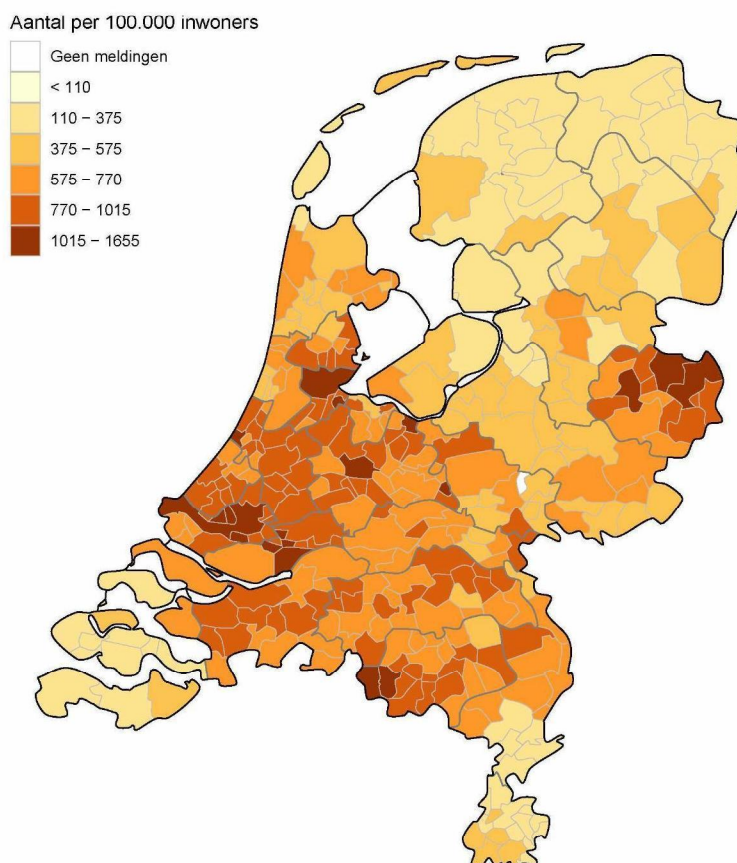 Aantal per 100.000 inwoners
Geen meldingen
< 110
110 – 375
375 – 575
575 – 770
770 – 1015
1015 – 1655